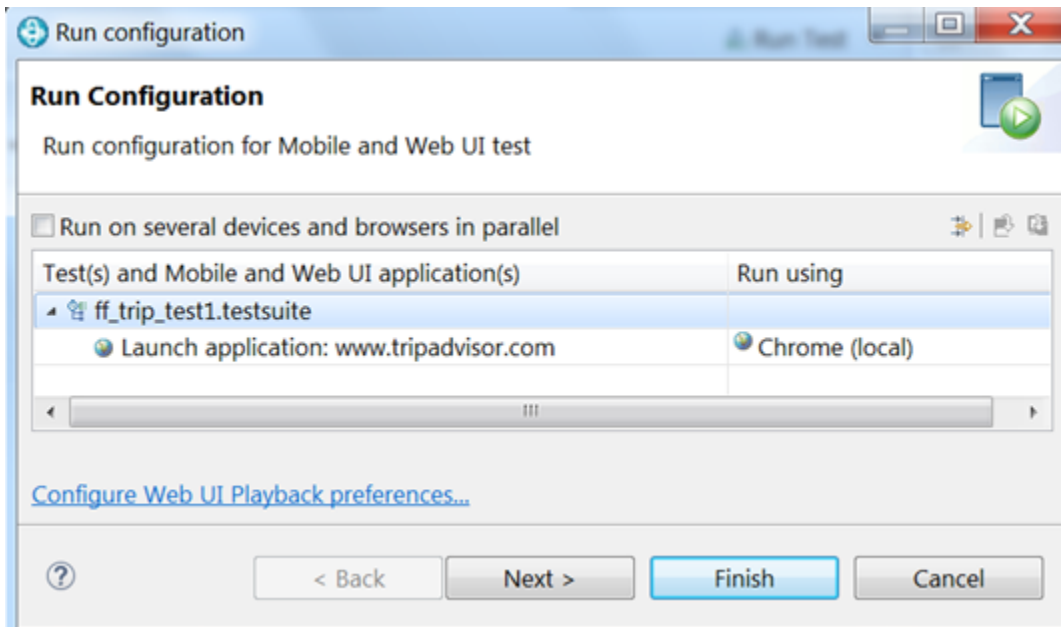 Run configuration
Run Test
Run Configuration
Run configuration for Mobile and Web UI test
Run on several devices and browsers in parallel
Test(s) and Mobile and Web UI application(s) Run using
ff_trip_test1.testsuite
Launch application: www.tripadvisor.com Chrome (local)
Configure Web UI Playback preferences...
< Back Next > Finish Cancel